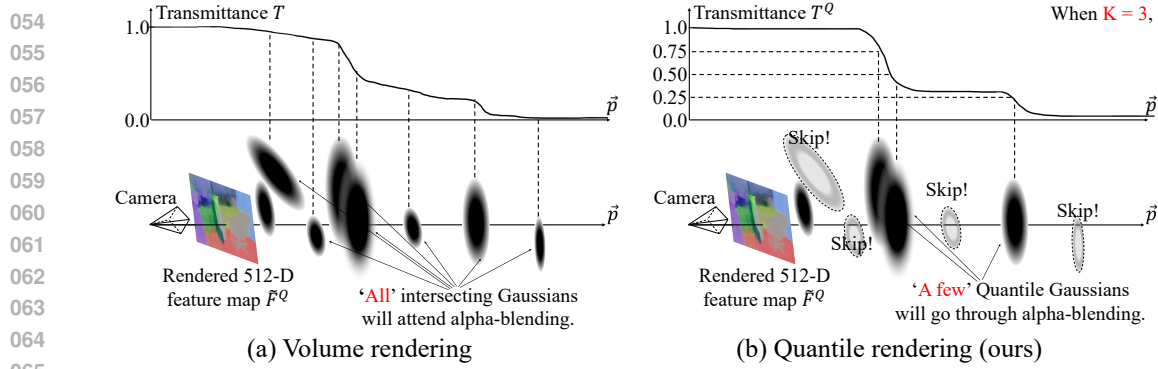 054
055
056
057
058
059
060
061
062
063
064
Transmittance T
1.0
0.0
p⃗
Camera
p⃗
Rendered 512-D
feature map F̃^Q
‘All’ intersecting Gaussians
will attend alpha-blending.
(a) Volume rendering
Transmittance T^Q
When K = 3,
1.0
0.75
0.50
0.25
0.0
p⃗
Skip!
Camera
Skip!
Skip!
p⃗
Skip!
Rendered 512-D
feature map F̃^Q
‘A few’ Quantile Gaussians
will go through alpha-blending.
(b) Quantile rendering (ours)